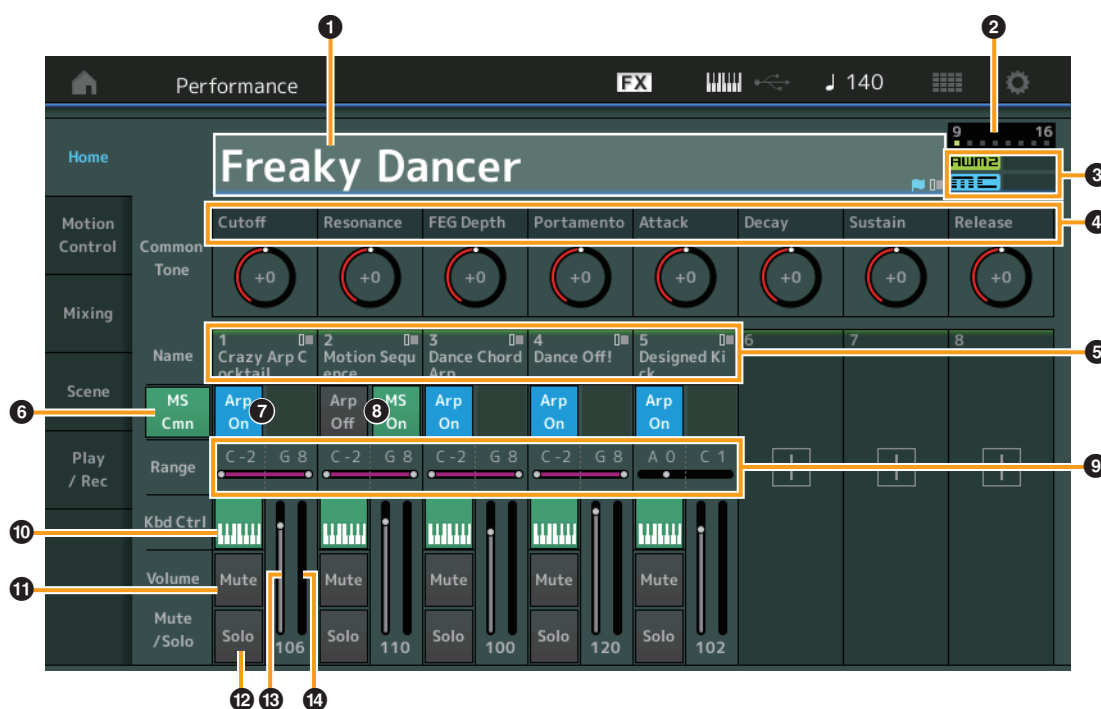 1 2
Performance FX 140
9 16
Home
Freaky Dancer
AWM2
MC
3
Motion
Control
Cutoff Resonance FEG Depth Portamento Attack Decay Sustain Release
4
Common
Tone
+0 +0 +0 +0 +0 +0 +0 +0
Mixing
Name
1 2 3 4 5 6 7 8
Crazy Arp C
ocktail
Motion Sequ
ence
Dance Chord
Arp
Dance Off!
Designed Ki
ck
5
Scene
6
MS
Cmn
Arp
On
7
Arp
Off
8
MS
On
Arp
On
Arp
On
Arp
On
Play
/ Rec
Range
C -2 G 8 C -2 G 8 C -2 G 8 C -2 G 8 A 0 C 1
9
10
Kbd Ctrl
11
Volume
Mute Mute Mute Mute Mute
Mute
/Solo
Solo 106 Solo 110 Solo 100 Solo 120 Solo 102
12 13 14